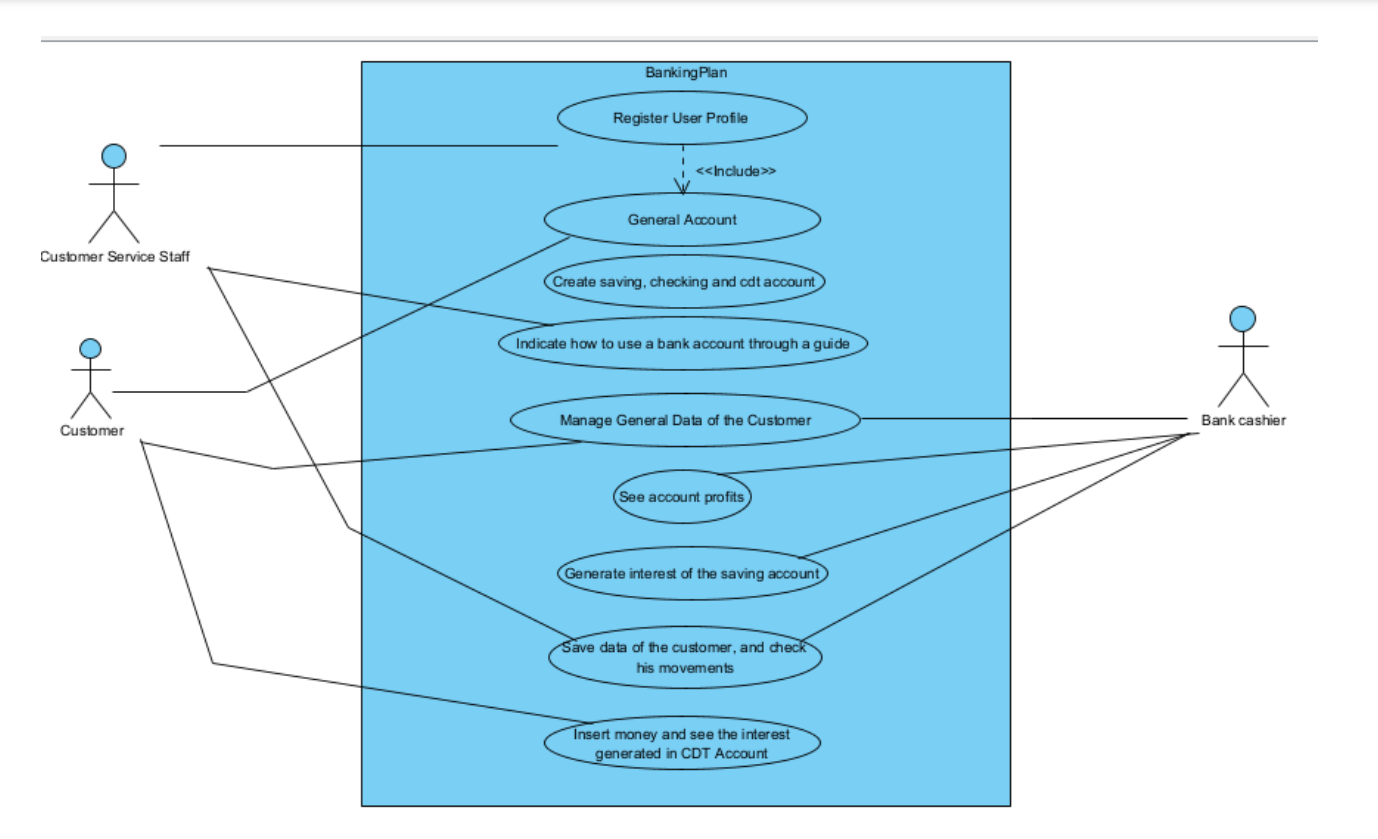 BankingPlan
Register User Profile
<<Include>>
General Account
Customer Service Staff
Create saving, checking and cdt account
Indicate how to use a bank account through a guide
Customer
Manage General Data of the Customer
Bank cashier
See account profits
Generate interest of the saving account
Save data of the customer, and check
his movements
Insert money and see the interest
generated in CDT Account